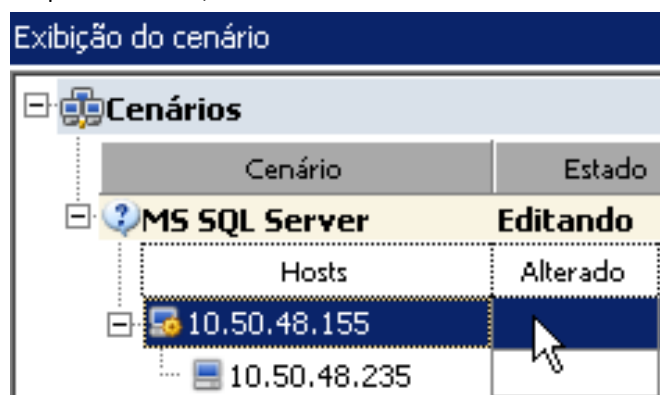 Exibição do cenário
Cenários
Cenário Estado
MS SQL Server Editando
Hosts Alterado
10.50.48.155
10.50.48.235